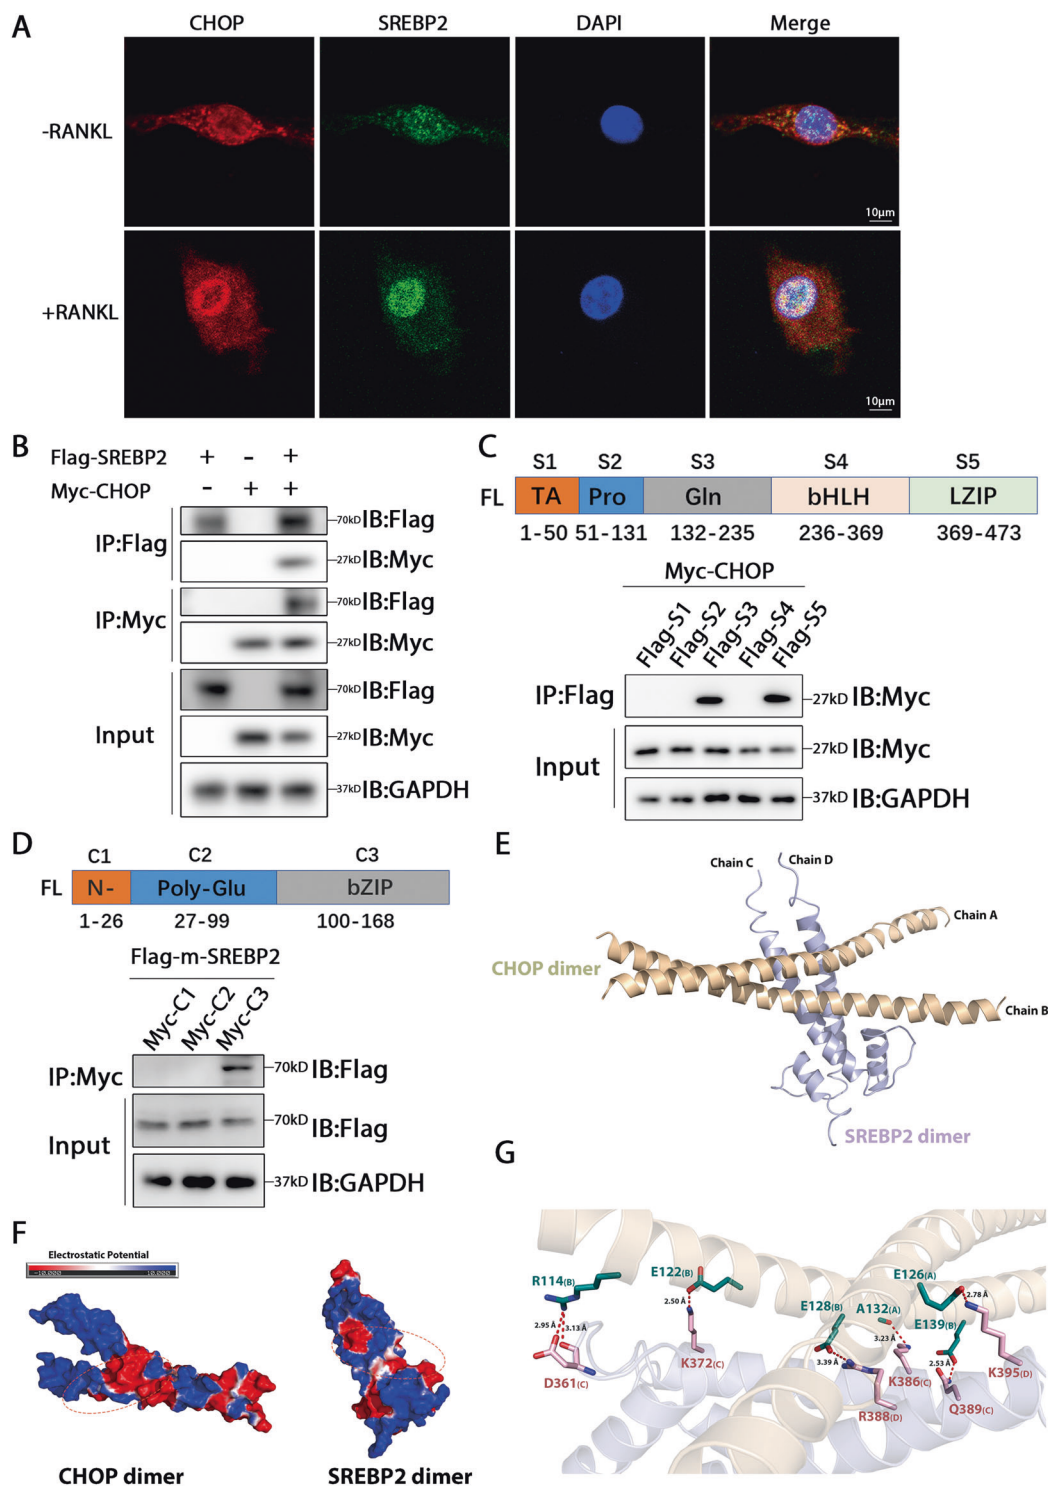 A
CHOP SREBP2 DAPI Merge
-RANKL
10μm
+RANKL
10μm
B
Flag-SREBP2 + - +
Myc-CHOP - + +
IP:Flag
70kD IB:Flag
27kD IB:Myc
IP:Myc
70kD IB:Flag
27kD IB:Myc
Input
70kD IB:Flag
27kD IB:Myc
37kD IB:GAPDH
C
S1 S2 S3 S4 S5
FL TA Pro Gln bHLH LZIP
1-50 51-131 132-235 236-369 369-473
Myc-CHOP
Flag-S1 Flag-S2 Flag-S3 Flag-S4 Flag-S5
IP:Flag 27kD IB:Myc
Input
27kD IB:Myc
37kD IB:GAPDH
D
C1 C2 C3
FL N- Poly-Glu bZIP
1-26 27-99 100-168
Flag-m-SREBP2
Myc-C1 Myc-C2 Myc-C3
IP:Myc 70kD IB:Flag
Input
70kD IB:Flag
37kD IB:GAPDH
E
Chain C Chain D
Chain A
CHOP dimer
Chain B
SREBP2 dimer
F
Electrostatic Potential
-10.000 10.000
CHOP dimer SREBP2 dimer
G
R114(B) E122(B) E126(A)
2.50 Å 2.78 Å
E128(B) A132(A)
E139(B)
2.95 Å 3.13 Å
3.23 Å
K372(C) 3.39 Å 2.53 Å
D361(C) K386(C) K395(D)
R388(D) Q389(C)